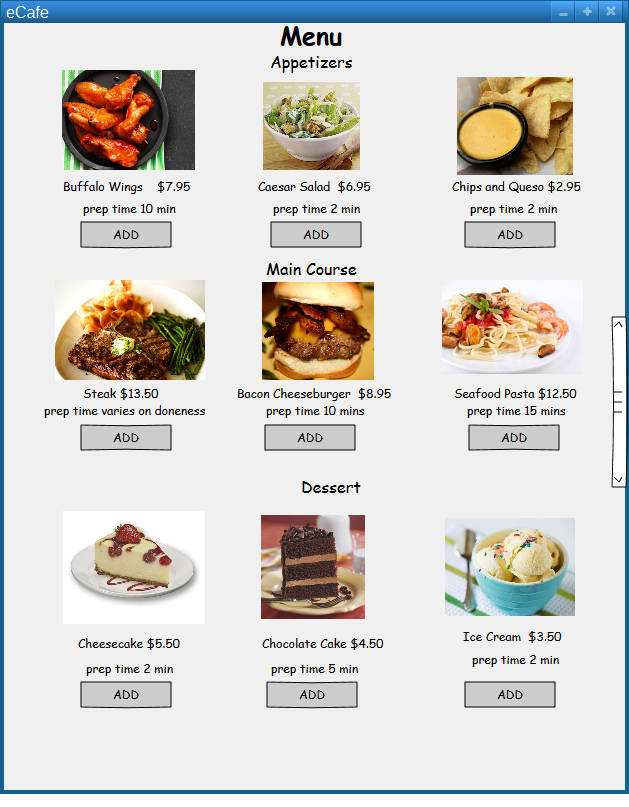 eCafe
Menu
Appetizers
Buffalo Wings $7.95
Caesar Salad $6.95
Chips and Queso $2.95
prep time 10 min
prep time 2 min
prep time 2 min
ADD
ADD
ADD
Main Course
Steak $13.50
Bacon Cheeseburger $8.95
Seafood Pasta $12.50
prep time varies on doneness
prep time 10 mins
prep time 15 mins
ADD
ADD
ADD
Dessert
Cheesecake $5.50
Chocolate Cake $4.50
Ice Cream $3.50
prep time 2 min
prep time 5 min
prep time 2 min
ADD
ADD
ADD